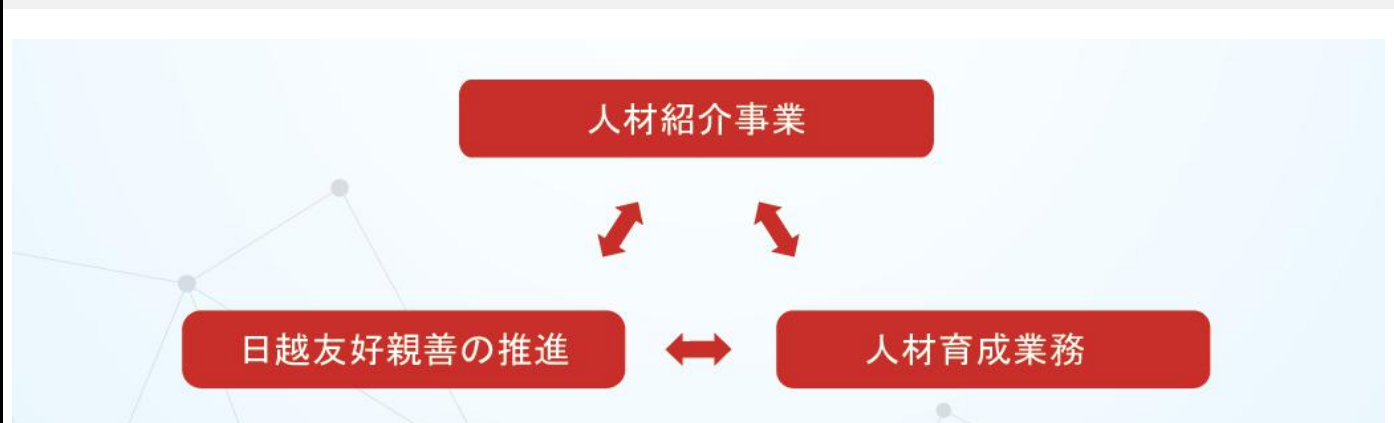 人材紹介事業
日越友好親善の推進
人材育成業務